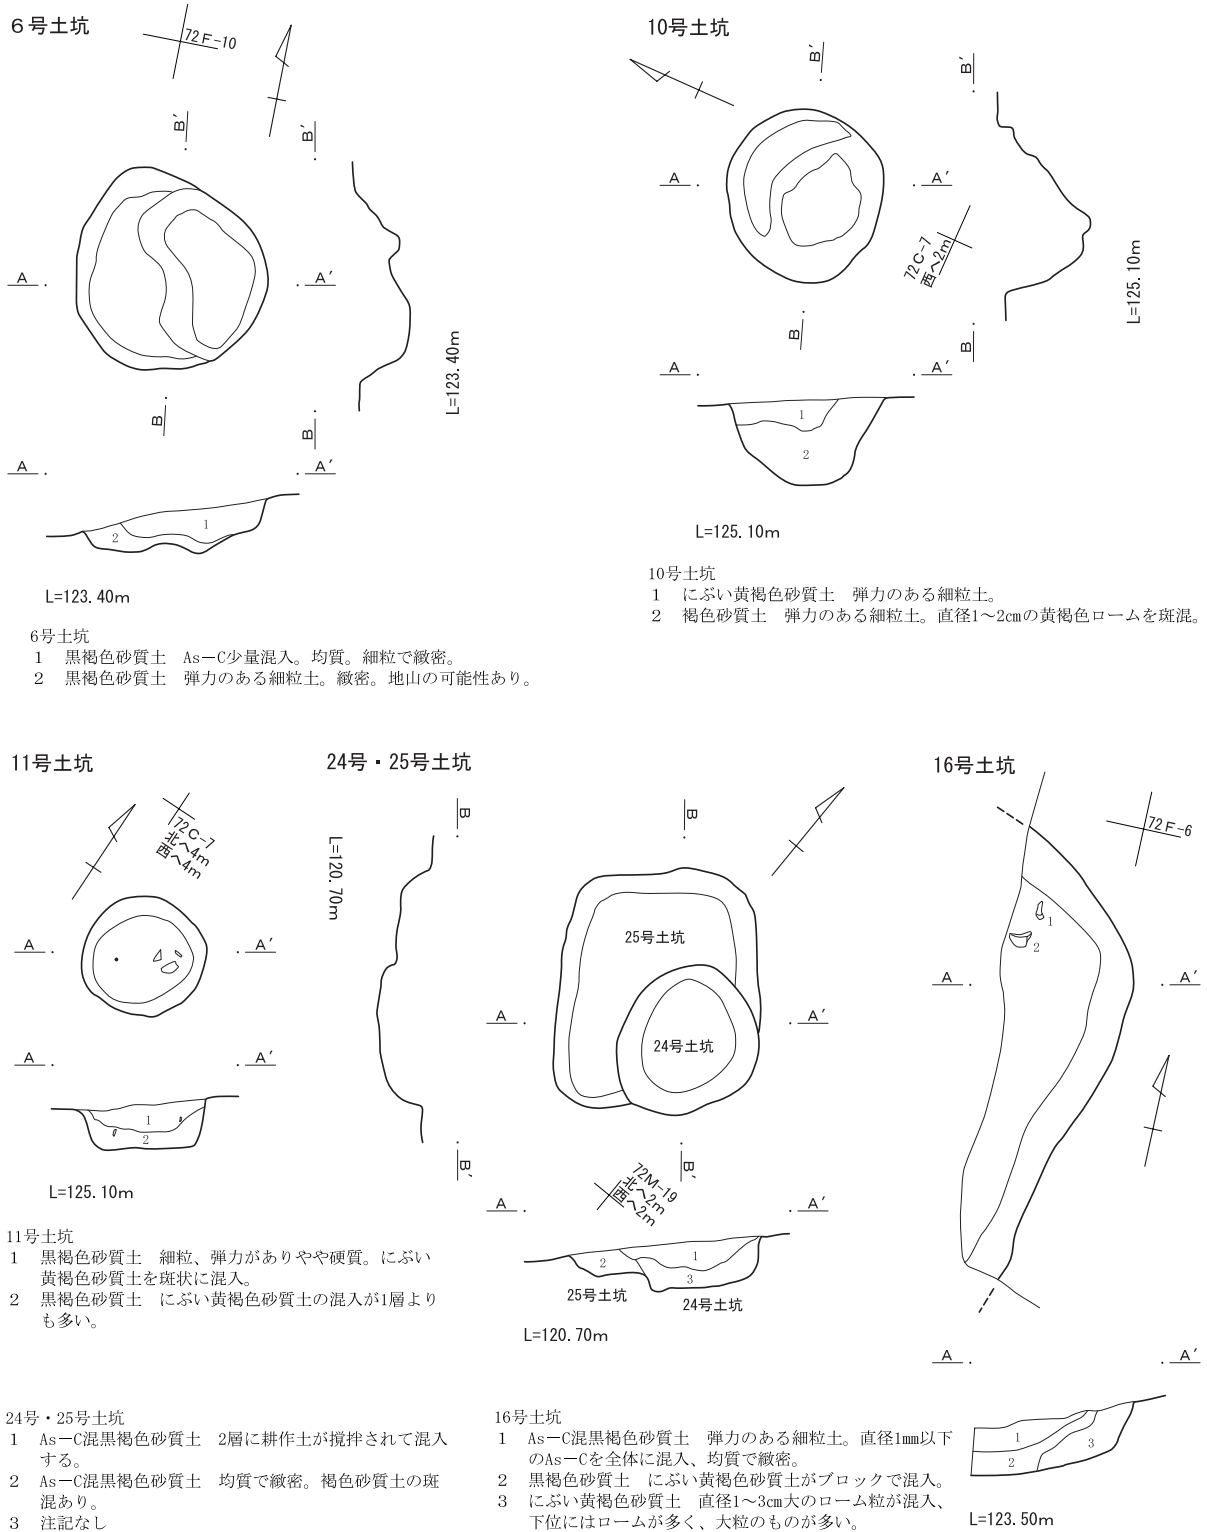 6号土坑
72F-10
B'
B'
A
A'
B
B
L=123.40m
A
A'
1
2
L=123.40m
6号土坑
1 黒褐色砂質土 As-C少量混入。均質。細粒で緻密。
2 黒褐色砂質土 弾力のある細粒土。緻密。地山の可能性あり。
10号土坑
B'
B'
A
A'
72C-7
西へ2m
L=125.10m
B
B
A
A'
1
2
L=125.10m
10号土坑
1 にぶい黄褐色砂質土 弾力のある細粒土。
2 褐色砂質土 弾力のある細粒土。直径1〜2cmの黄褐色ロームを斑混。
11号土坑
72C-7
北へ4m
西へ4m
A
A'
A
A'
1
2
L=125.10m
11号土坑
1 黒褐色砂質土 細粒、弾力がありやや硬質。にぶい
黄褐色砂質土を斑状に混入。
2 黒褐色砂質土 にぶい黄褐色砂質土の混入が1層より
も多い。
24号・25号土坑
B
B
L=120.70m
25号土坑
24号土坑
A
A'
B'
B'
72M-19
北へ2m
西へ2m
A
A'
1
2
3
25号土坑
24号土坑
L=120.70m
24号・25号土坑
1 As-C混黒褐色砂質土 2層に耕作土が撹拌されて混入
する。
2 As-C混黒褐色砂質土 均質で緻密。褐色砂質土の斑
混あり。
3 注記なし
16号土坑
72F-6
1
2
A
A'
A
A'
1
2
3
L=123.50m
16号土坑
1 As-C混黒褐色砂質土 弾力のある細粒土。直径1mm以下
のAs-Cを全体に混入、均質で緻密。
2 黒褐色砂質土 にぶい黄褐色砂質土がブロックで混入。
3 にぶい黄褐色砂質土 直径1〜3cm大のローム粒が混入、
下位にはロームが多く、大粒のものが多い。